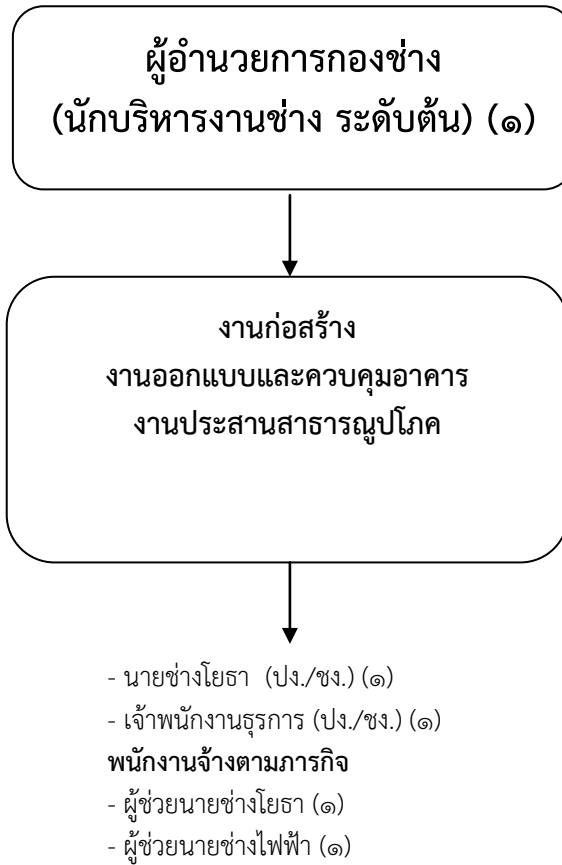 ผู้อำนวยการกองช่าง
(นักบริหารงานช่าง ระดับต้น) (๑)
งานก่อสร้าง
งานออกแบบและควบคุมอาคาร
งานประสานสาธารณูปโภค
- นายช่างโยธา (ปง./ชง.) (๑)
- เจ้าพนักงานธุรการ (ปง./ชง.) (๑)
พนักงานจ้างตามภารกิจ
- ผู้ช่วยนายช่างโยธา (๑)
- ผู้ช่วยนายช่างไฟฟ้า (๑)